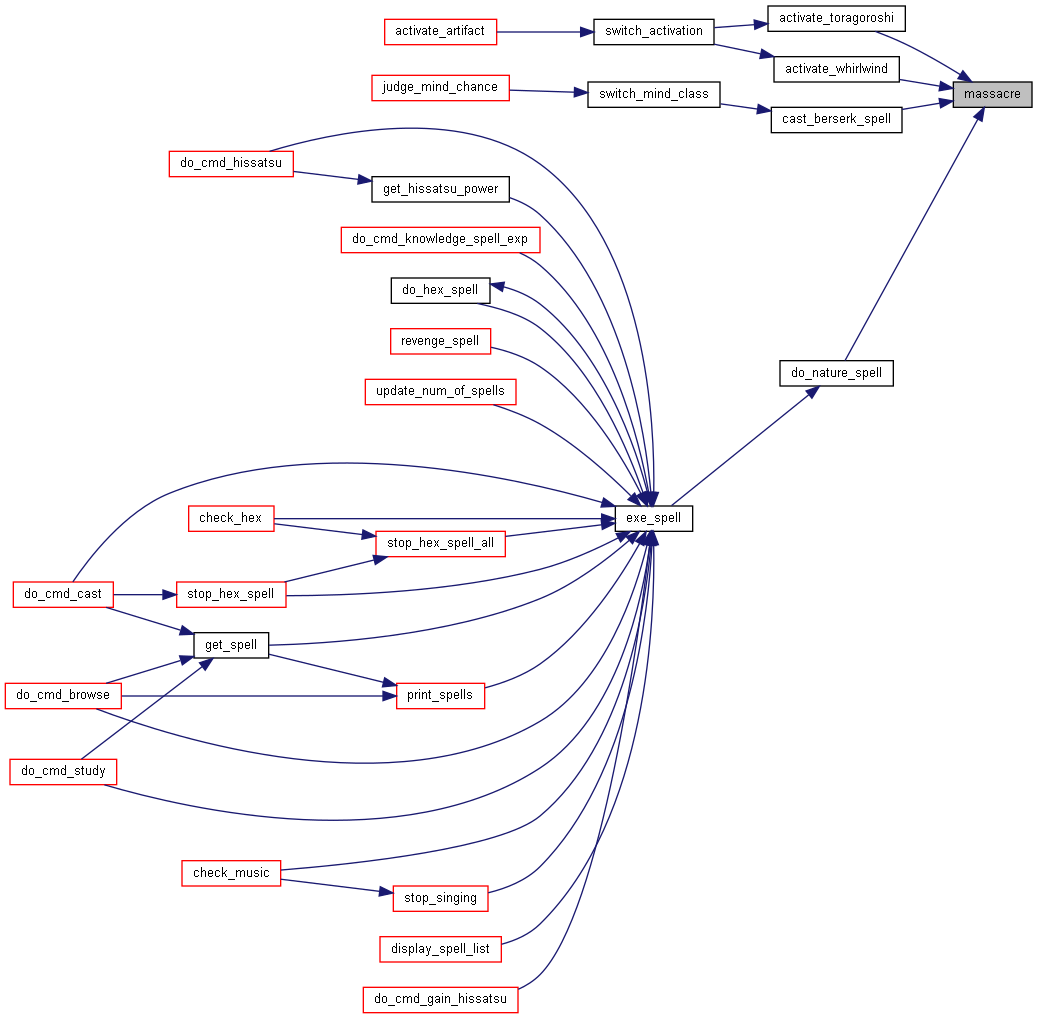 activate_toragoroshi
activate_artifact
switch_activation
activate_whirlwind
judge_mind_chance
switch_mind_class
massacre
cast_berserk_spell
do_cmd_hissatsu
get_hissatsu_power
do_cmd_knowledge_spell_exp
do_hex_spell
revenge_spell
do_nature_spell
update_num_of_spells
check_hex
exe_spell
stop_hex_spell_all
do_cmd_cast
stop_hex_spell
get_spell
do_cmd_browse
print_spells
do_cmd_study
check_music
stop_singing
display_spell_list
do_cmd_gain_hissatsu